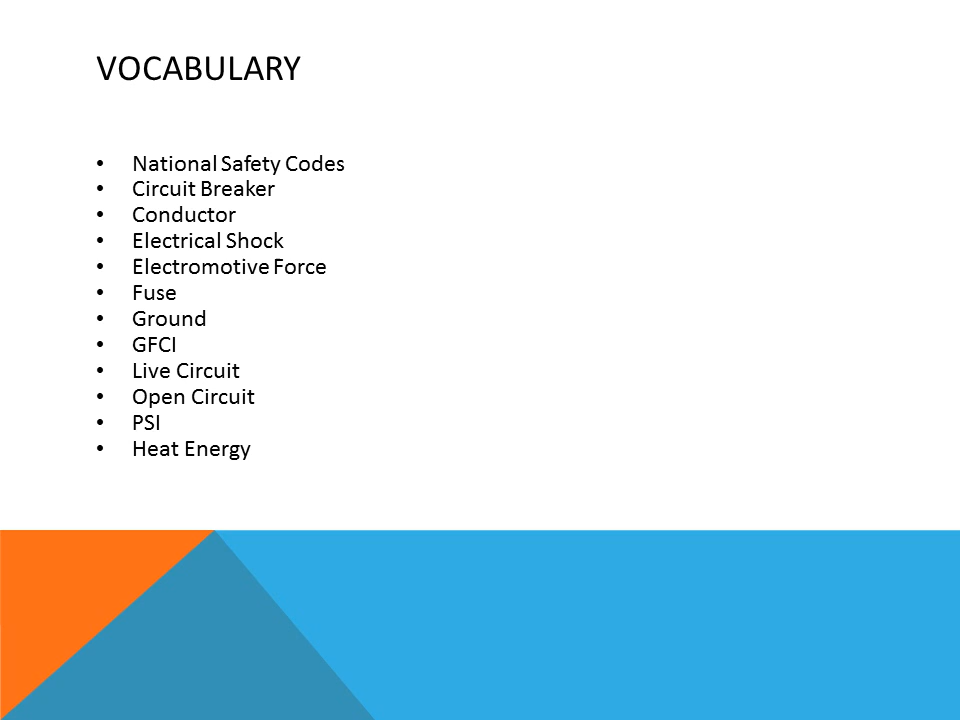 VOCABULARY
• National Safety Codes
• Circuit Breaker
• Conductor
• Electrical Shock
• Electromotive Force
• Fuse
• Ground
• GFCI
• Live Circuit
• Open Circuit
• PSI
• Heat Energy